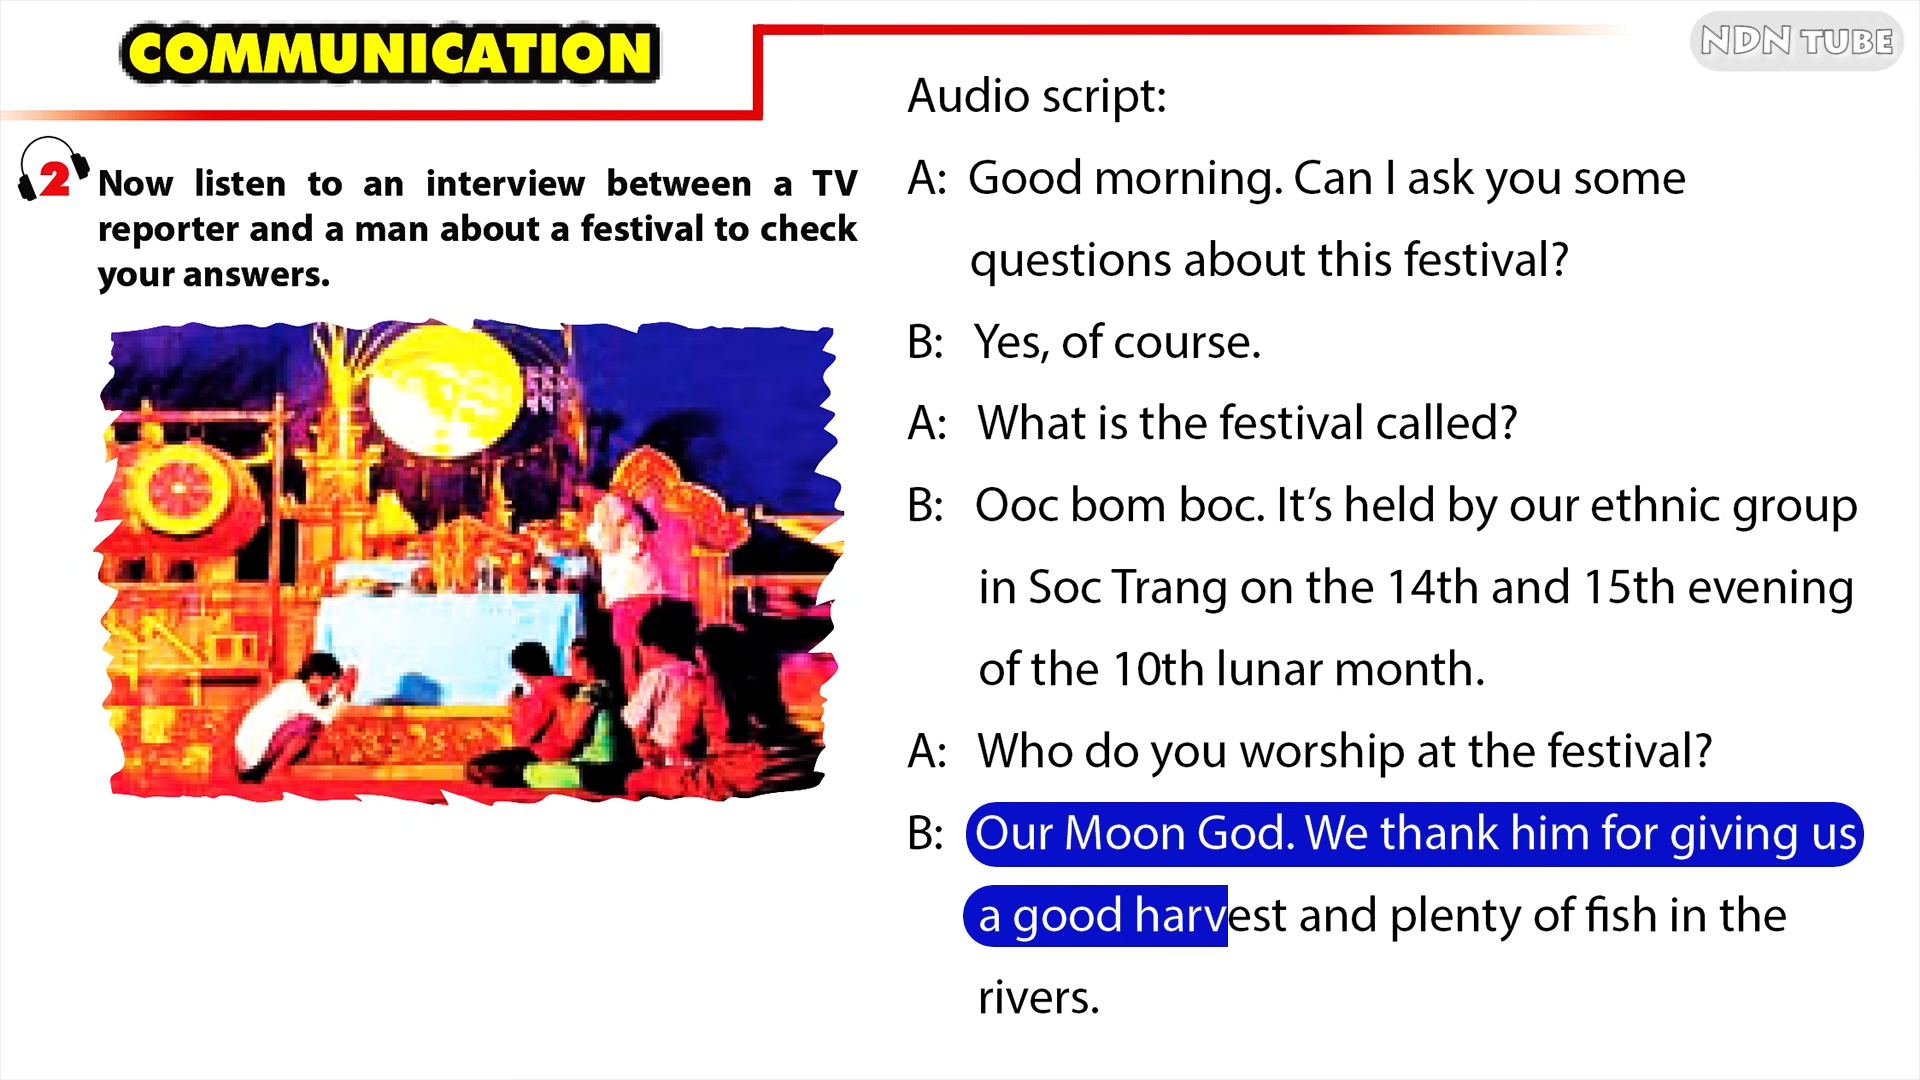 COMMUNICATION
NDN TUBE
2 Now listen to an interview between a TV
reporter and a man about a festival to check
your answers.
Audio script:
A: Good morning. Can I ask you some
questions about this festival?
B: Yes, of course.
A: What is the festival called?
B: Ooc bom boc. It’s held by our ethnic group
in Soc Trang on the 14th and 15th evening
of the 10th lunar month.
A: Who do you worship at the festival?
B: Our Moon God. We thank him for giving us
a good harvest and plenty of fish in the
rivers.